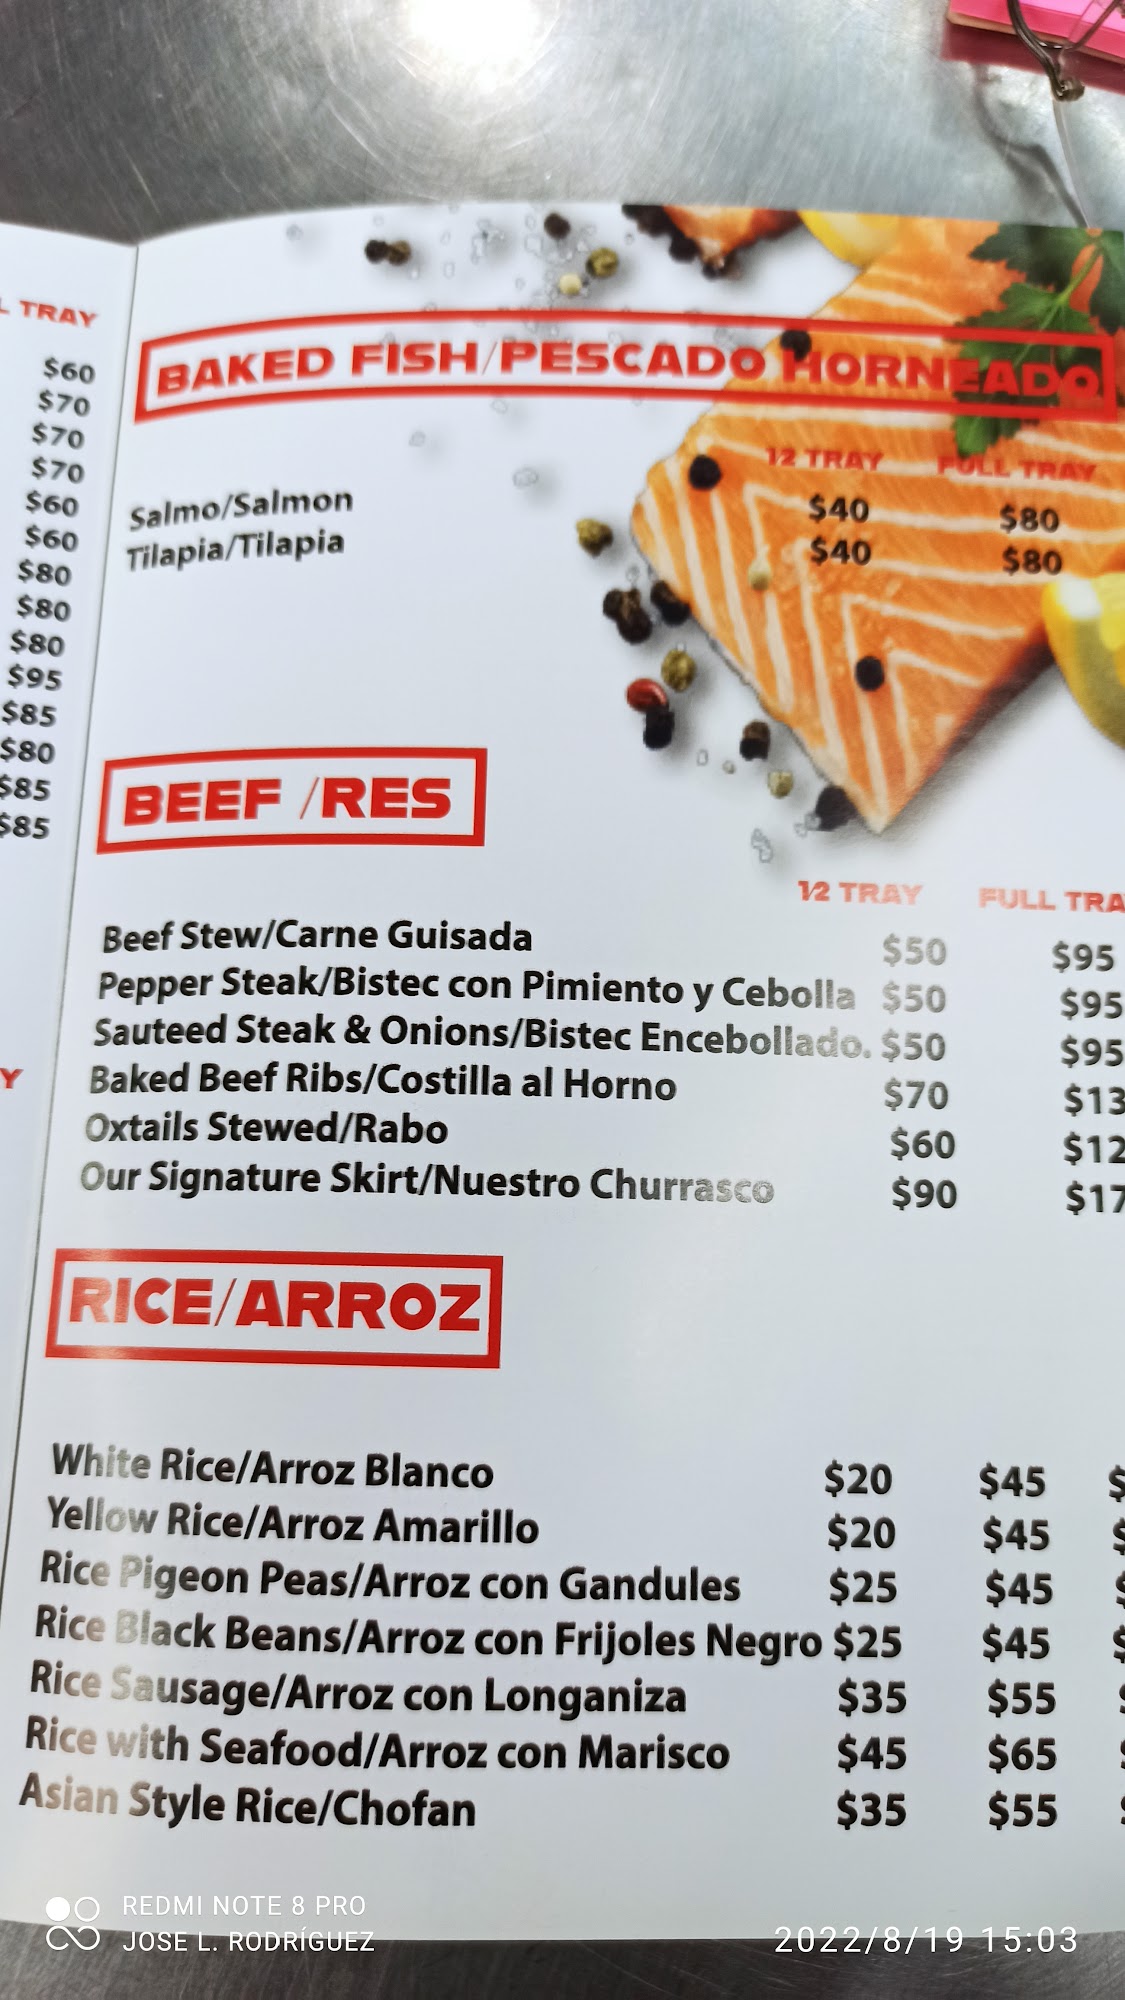 TRAY
$60
$70
$70
$70
$60
$60
$80
$80
$80
$95
$85
$80
$85
$85
Y
BAKED FISH/PESCADO HORNEADO
12 TRAY FULL TRAY
Salmo/Salmon $40 $80
Tilapia/Tilapia $40 $80
BEEF /RES
1/2 TRAY FULL TRA
Beef Stew/Carne Guisada $50 $95
Pepper Steak/Bistec con Pimiento y Cebolla $50 $95
Sauteed Steak & Onions/Bistec Encebollado. $50 $95
Baked Beef Ribs/Costilla al Horno $70 $13
Oxtails Stewed/Rabo $60 $12
Our Signature Skirt/Nuestro Churrasco $90 $17
RICE/ARROZ
White Rice/Arroz Blanco $20 $45 $
Yellow Rice/Arroz Amarillo $20 $45 $
Rice Pigeon Peas/Arroz con Gandules $25 $45 $
Rice Black Beans/Arroz con Frijoles Negro $25 $45 $
Rice Sausage/Arroz con Longaniza $35 $55
Rice with Seafood/Arroz con Marisco $45 $65
Asian Style Rice/Chofan $35 $55
REDMI NOTE 8 PRO
JOSE L. RODRÍGUEZ
2022/8/19 15:03